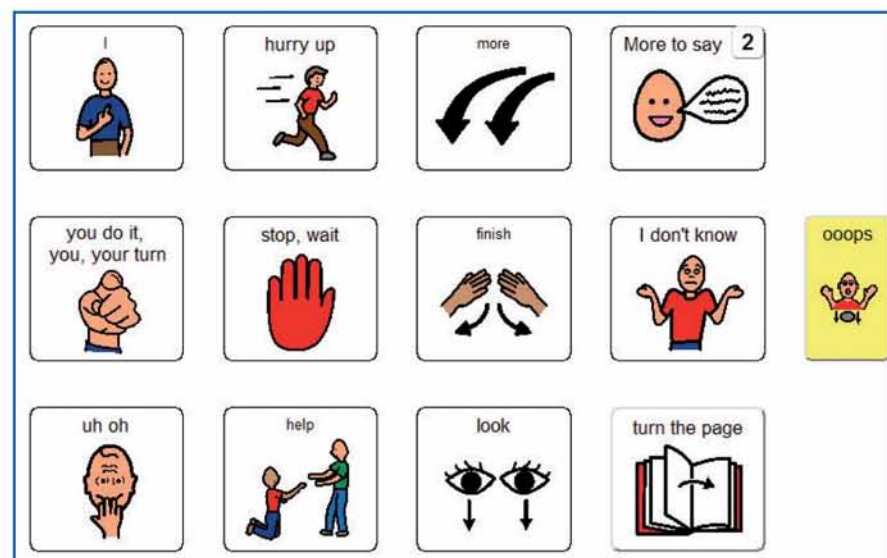 I
hurry up
more
More to say 2
you do it,
you, your turn
stop, wait
finish
I don't know
ooops
uh oh
help
look
turn the page